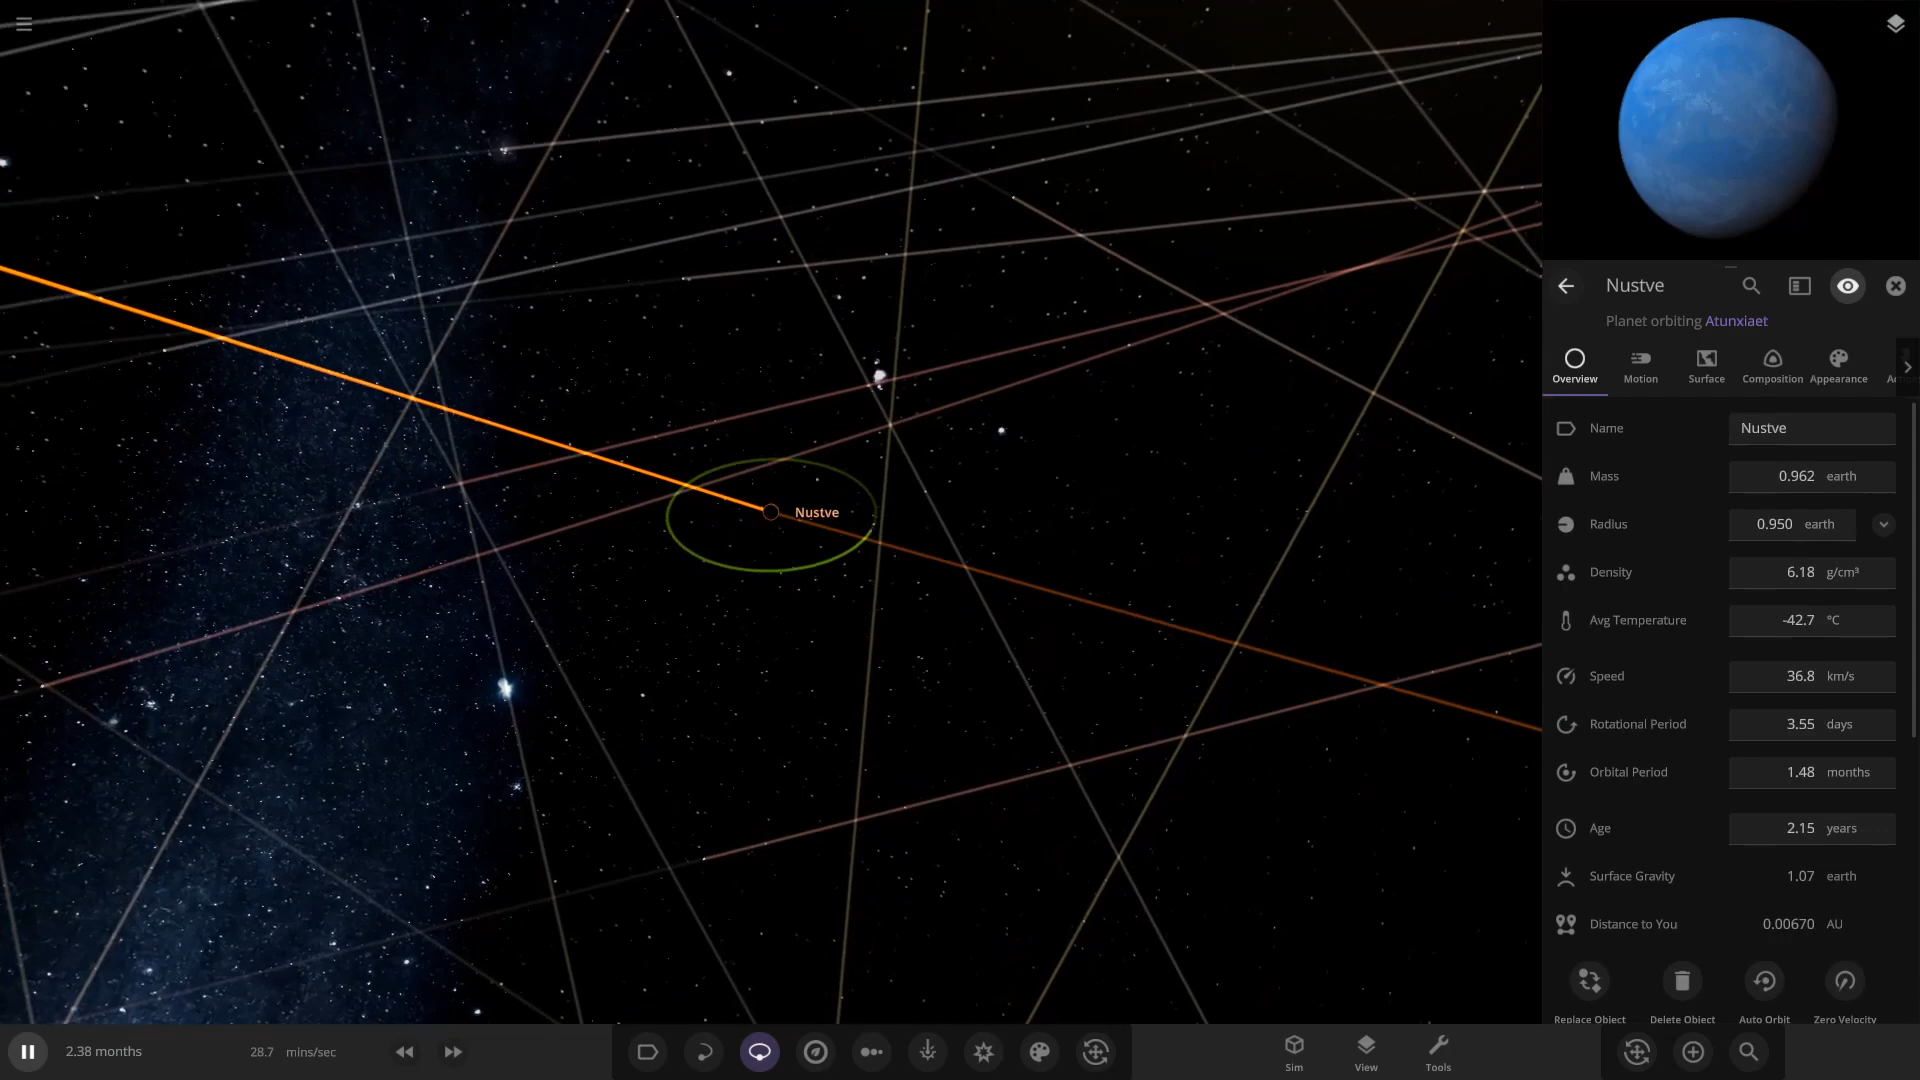 Nustve
Nustve
Planet orbiting Atunxiaet
Overview
Motion
Surface
Composition
Appearance
Name Nustve
Mass 0.962 earth
Radius 0.950 earth
Density 6.18 g/cm³
Avg Temperature -42.7 °C
Speed 36.8 km/s
Rotational Period 3.55 days
Orbital Period 1.48 months
Age 2.15 years
Surface Gravity 1.07 earth
Distance to You 0.00670 AU
Replace Object
Delete Object
Auto Orbit
Zero Velocity
2.38 months
28.7 mins/sec
Sim
View
Tools